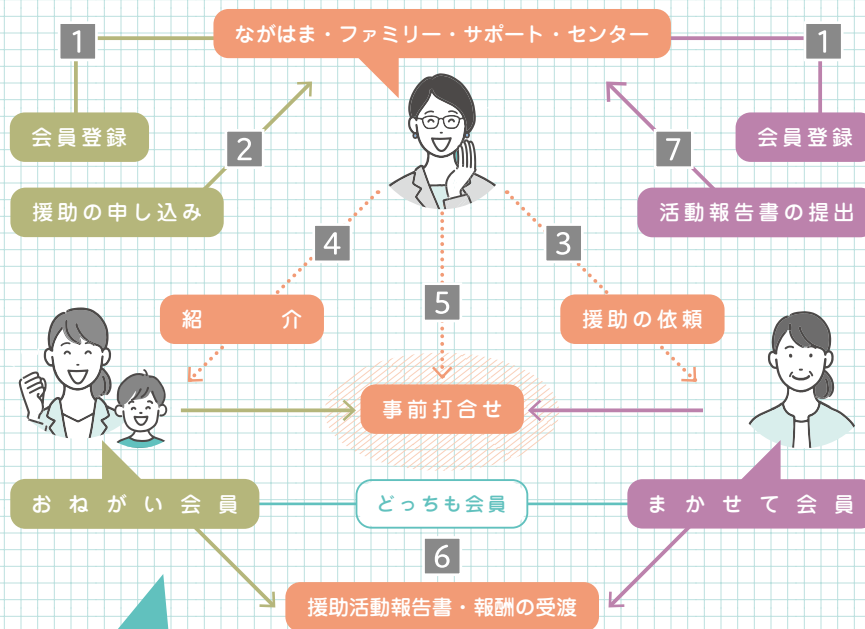 1
ながはま・ファミリー・サポート・センター
1
会員登録
2
7
会員登録
援助の申し込み
活動報告書の提出
4
3
5
紹介
援助の依頼
事前打合せ
おねがい会員
どっちも会員
まかせて会員
6
援助活動報告書・報酬の受渡